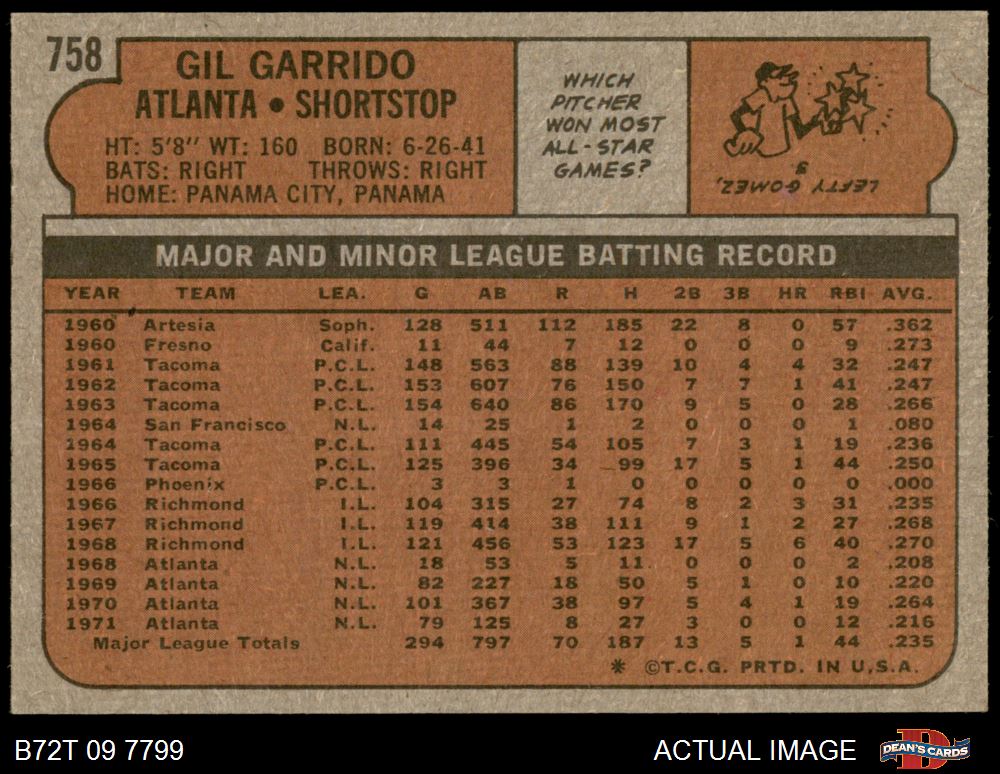 758
GIL GARRIDO
ATLANTA • SHORTSTOP
HT: 5'8" WT: 160 BORN: 6-26-41
BATS: RIGHT THROWS: RIGHT
HOME: PANAMA CITY, PANAMA
WHICH
PITCHER
WON MOST
ALL-STAR
GAMES?
LEFTY GOMEZ,
3
MAJOR AND MINOR LEAGUE BATTING RECORD
YEAR TEAM LEA. G AB R H 2B 3B HR RBI AVG.
1960 Artesia Soph. 128 511 112 185 22 8 0 57 .362
1960 Fresno Calif. 11 44 7 12 0 0 0 9 .273
1961 Tacoma P.C.L. 148 563 88 139 10 4 4 32 .247
1962 Tacoma P.C.L. 153 607 76 150 7 7 1 41 .247
1963 Tacoma P.C.L. 154 640 86 170 9 5 0 28 .266
1964 San Francisco N.L. 14 25 1 2 0 0 0 1 .080
1964 Tacoma P.C.L. 111 445 54 105 7 3 1 19 .236
1965 Tacoma P.C.L. 125 396 34 99 17 5 1 44 .250
1966 Phoenix P.C.L. 3 3 1 0 0 0 0 0 .000
1966 Richmond I.L. 104 315 27 74 8 2 3 31 .235
1967 Richmond I.L. 119 414 38 111 9 1 2 27 .268
1968 Richmond I.L. 121 456 53 123 17 5 6 40 .270
1968 Atlanta N.L. 18 53 5 11 0 0 0 2 .208
1969 Atlanta N.L. 82 227 18 50 5 1 0 10 .220
1970 Atlanta N.L. 101 367 38 97 5 4 1 19 .264
1971 Atlanta N.L. 79 125 8 27 3 0 0 12 .216
Major League Totals 294 797 70 187 13 5 1 44 .235
* ©T.C.G. PRTD. IN U.S.A.
B72T 09 7799
ACTUAL IMAGE
DEAN'S CARDS